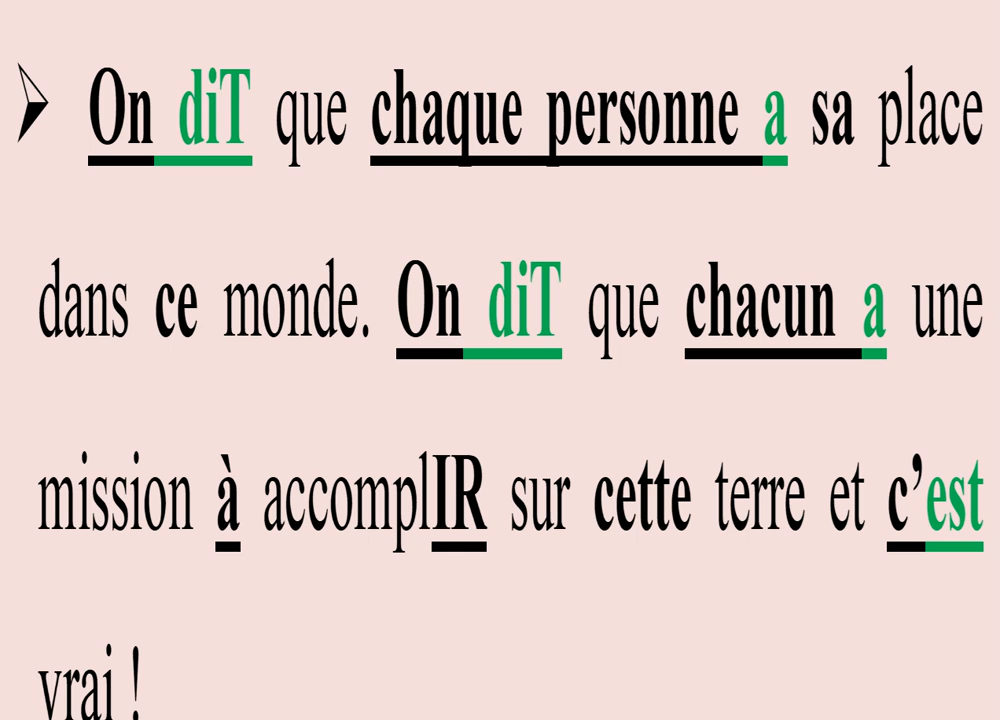 ➢ On diT que chaque personne a sa place
dans ce monde. On diT que chacun a une
mission à accomplIR sur cette terre et c’est
vrai !